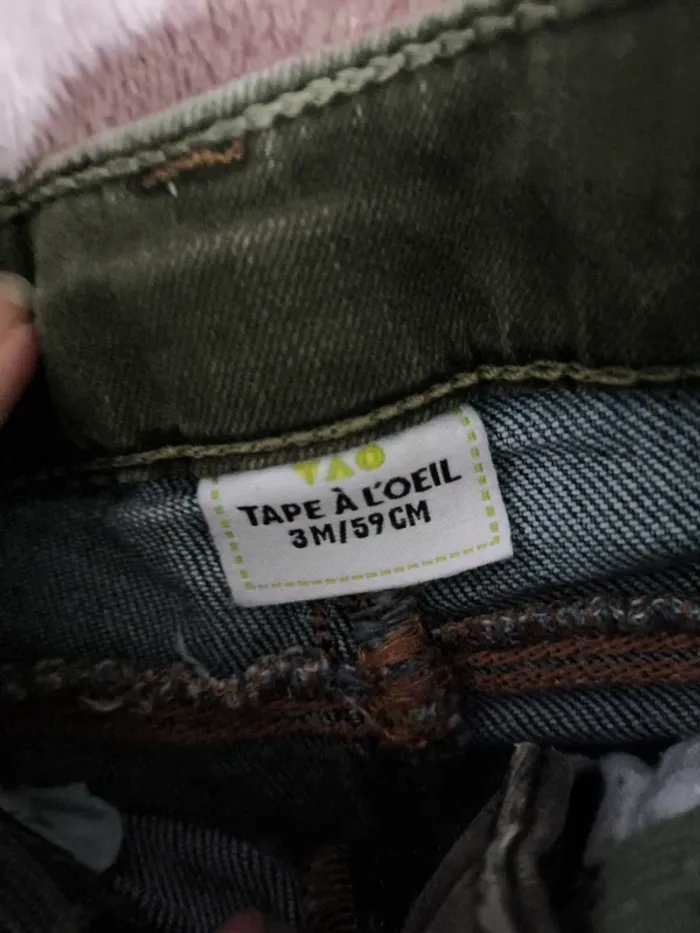 TAO
TAPE À L'OEIL
3M/59CM